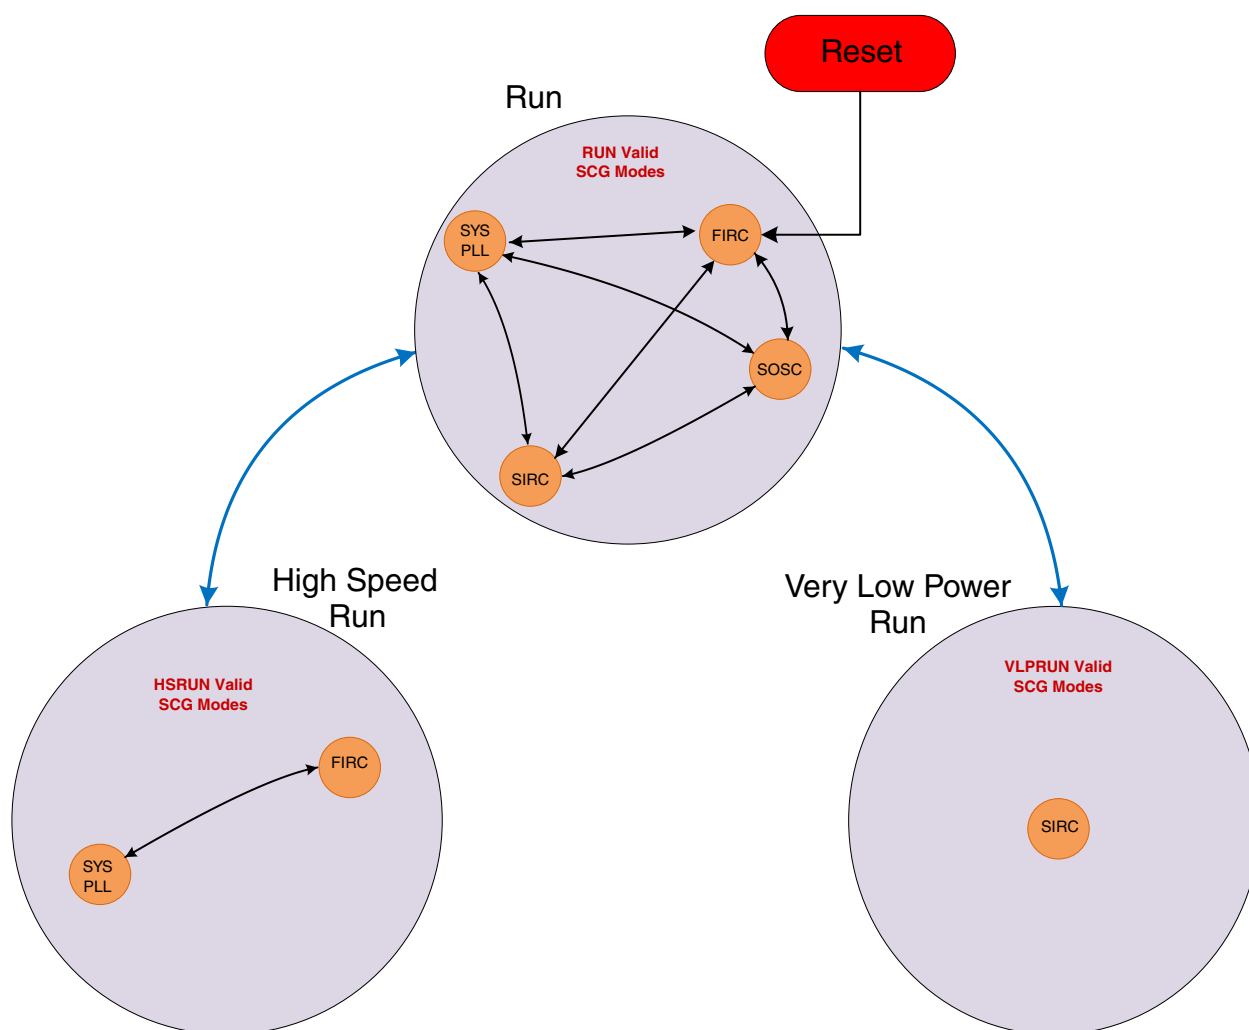 Reset
Run
RUN Valid
SCG Modes
SYS
PLL
FIRC
SOSC
SIRC
High Speed
Run
HSRUN Valid
SCG Modes
FIRC
SYS
PLL
Very Low Power
Run
VLPRUN Valid
SCG Modes
SIRC